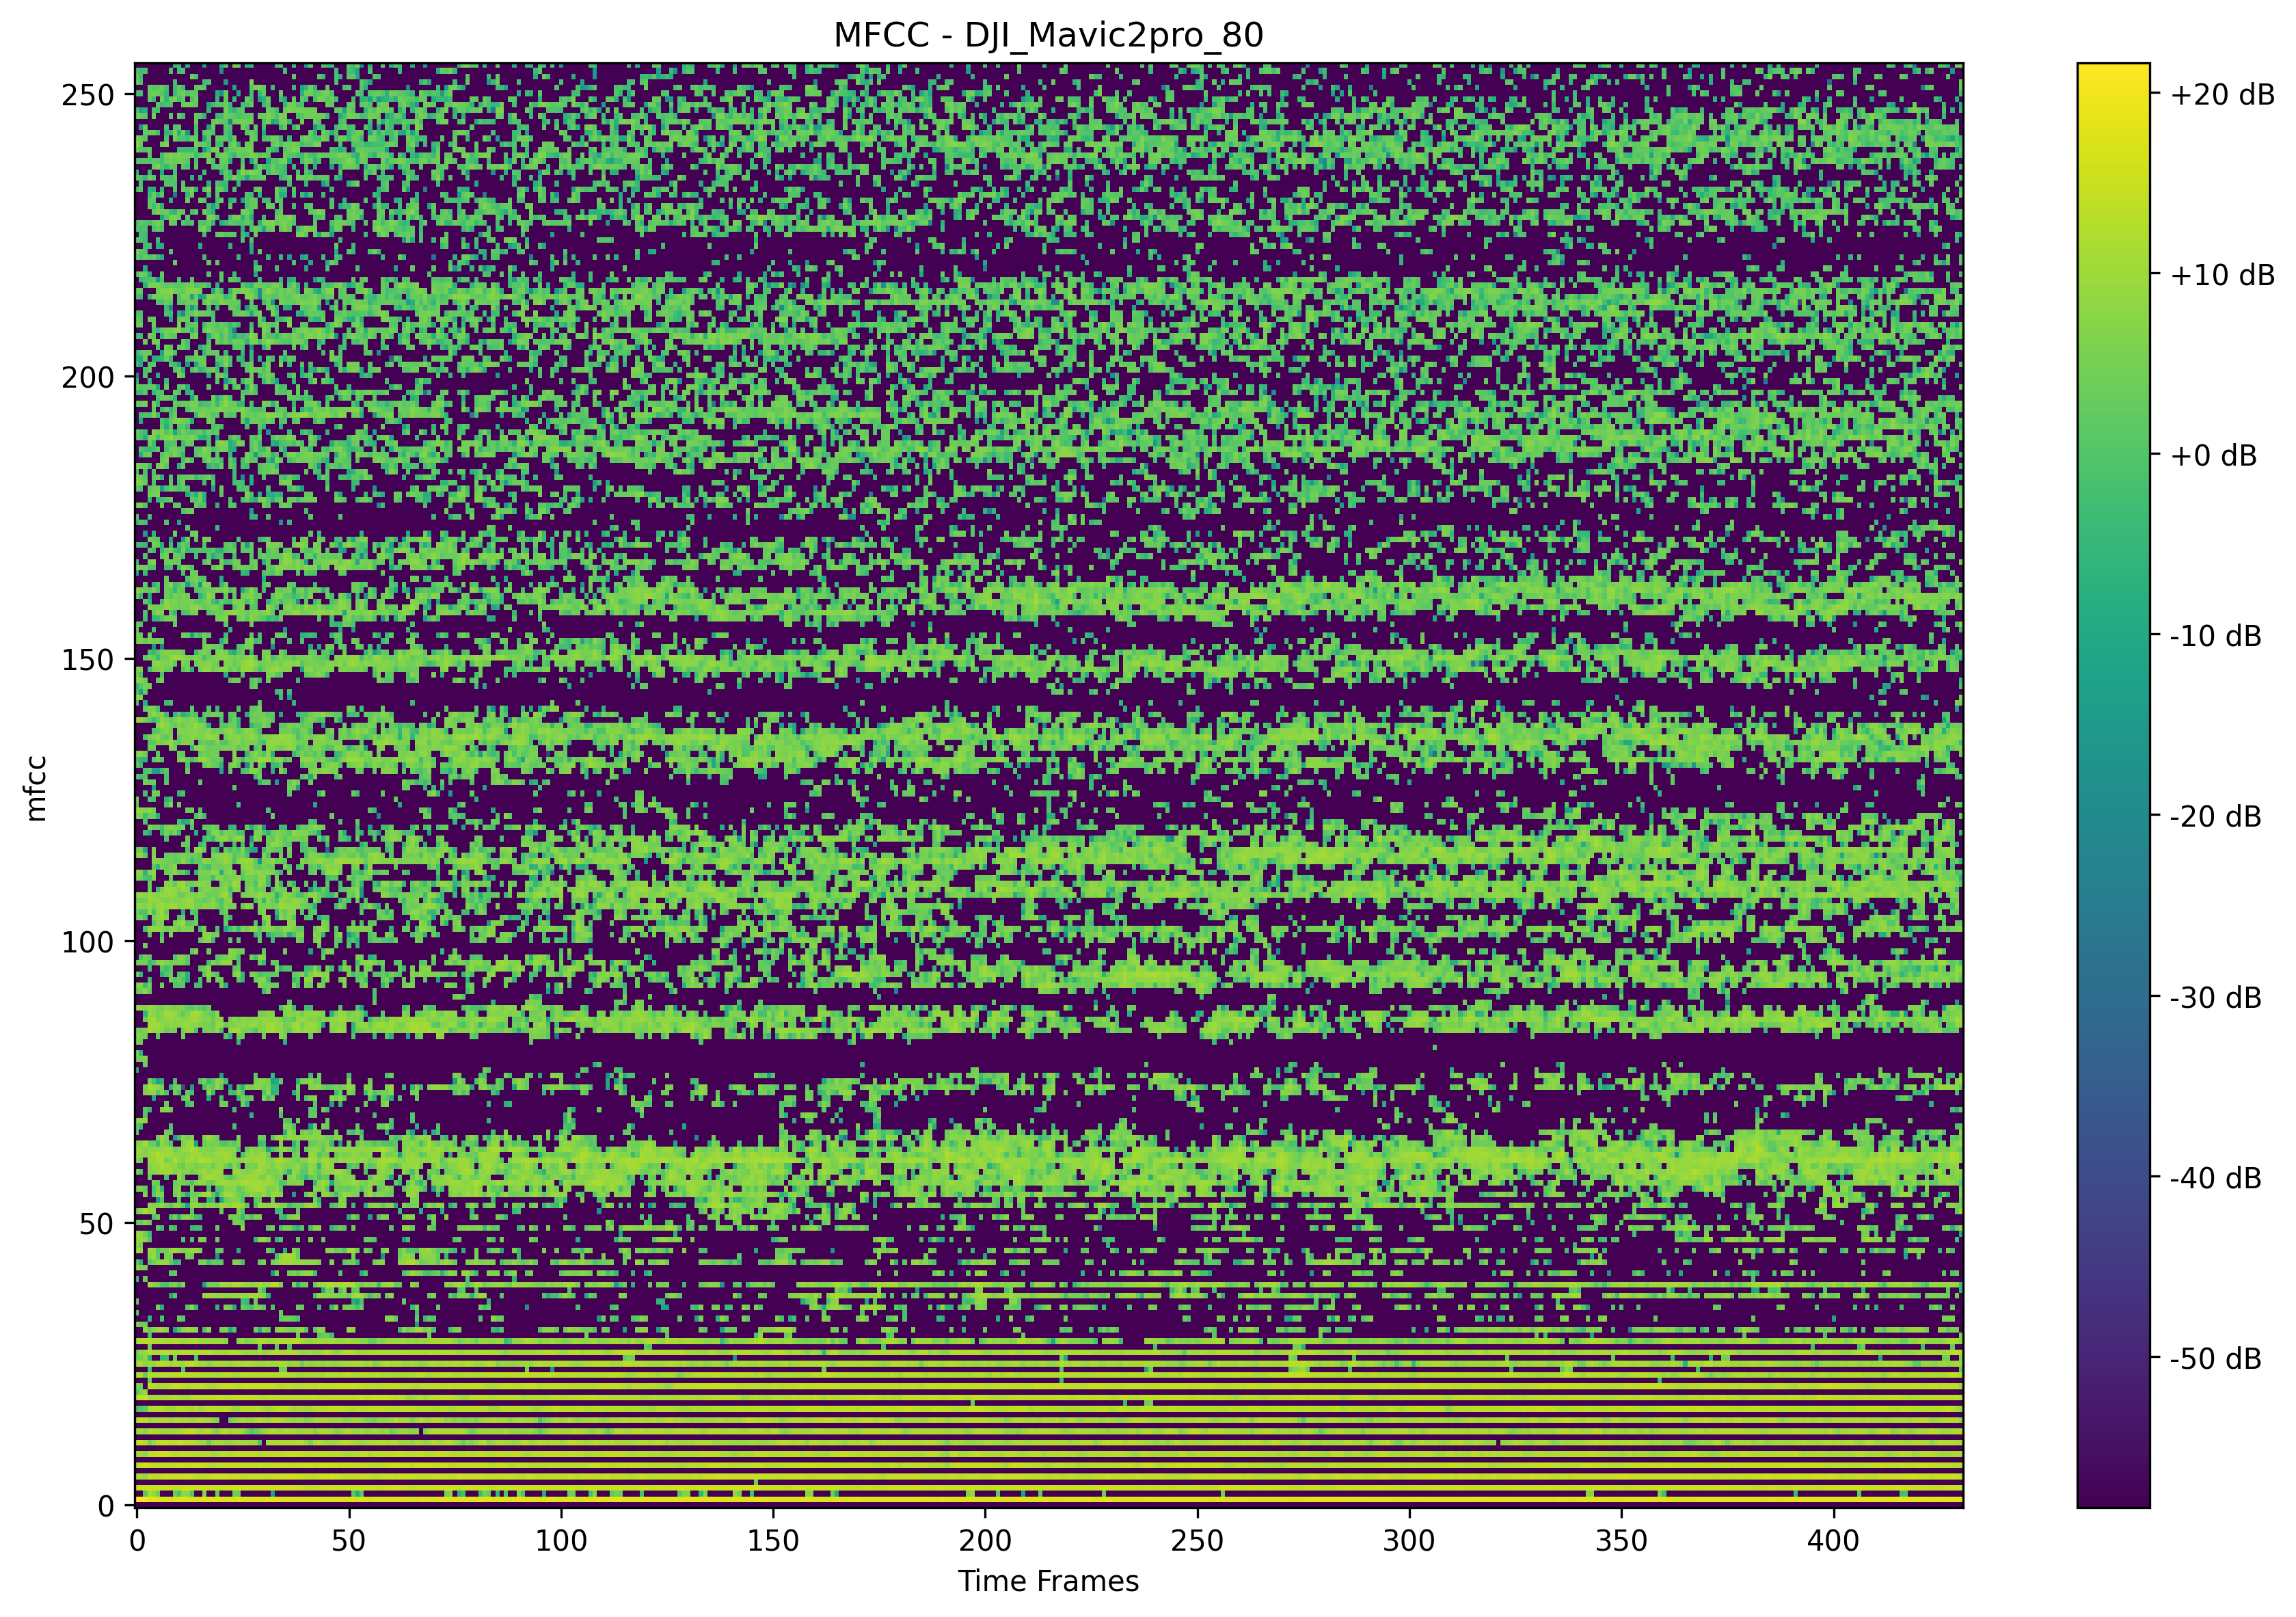 MFCC - DJI_Mavic2pro_80
250
200
150
100
50
0
mfcc
0 50 100 150 200 250 300 350 400
Time Frames
+20 dB
+10 dB
+0 dB
-10 dB
-20 dB
-30 dB
-40 dB
-50 dB